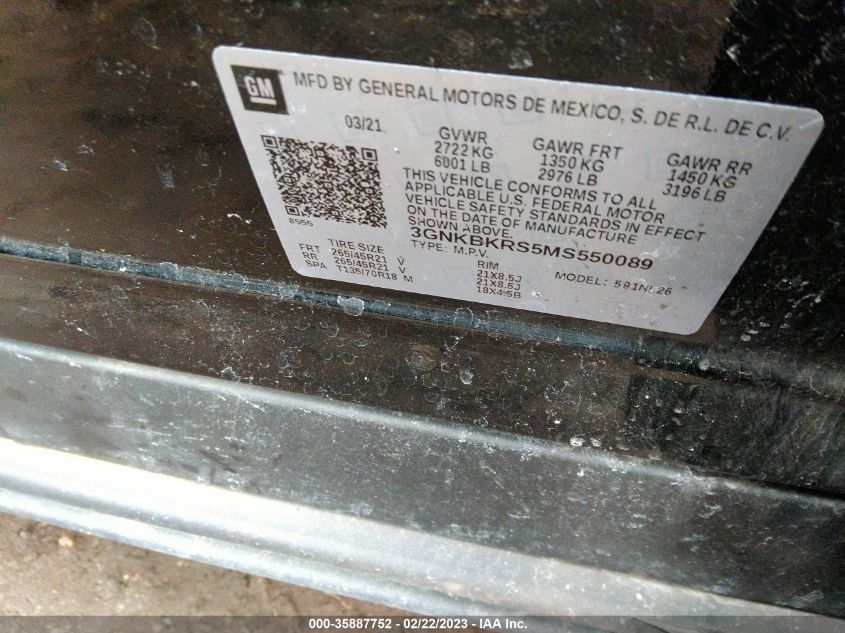 GM
MFD BY GENERAL MOTORS DE MEXICO, S. DE R.L. DE C.V.
03/21
GVWR GAWR FRT GAWR RR
2722 KG 1350 KG 1450 KG
6001 LB 2976 LB 3196 LB
THIS VEHICLE CONFORMS TO ALL
APPLICABLE U.S. FEDERAL MOTOR
VEHICLE SAFETY STANDARDS IN EFFECT
ON THE DATE OF MANUFACTURE
SHOWN ABOVE.
8555
3GNKBKRS5MS550089
TYPE: M.P.V. MODEL: 591NL26
TIRE SIZE RIM
FRT 265/45R21 V 21X8.5J
RR 265/45R21 V 21X8.5J
SPA T135/70R18 M 18X4.5B
000-35887752 - 02/22/2023 - © IAA Inc.